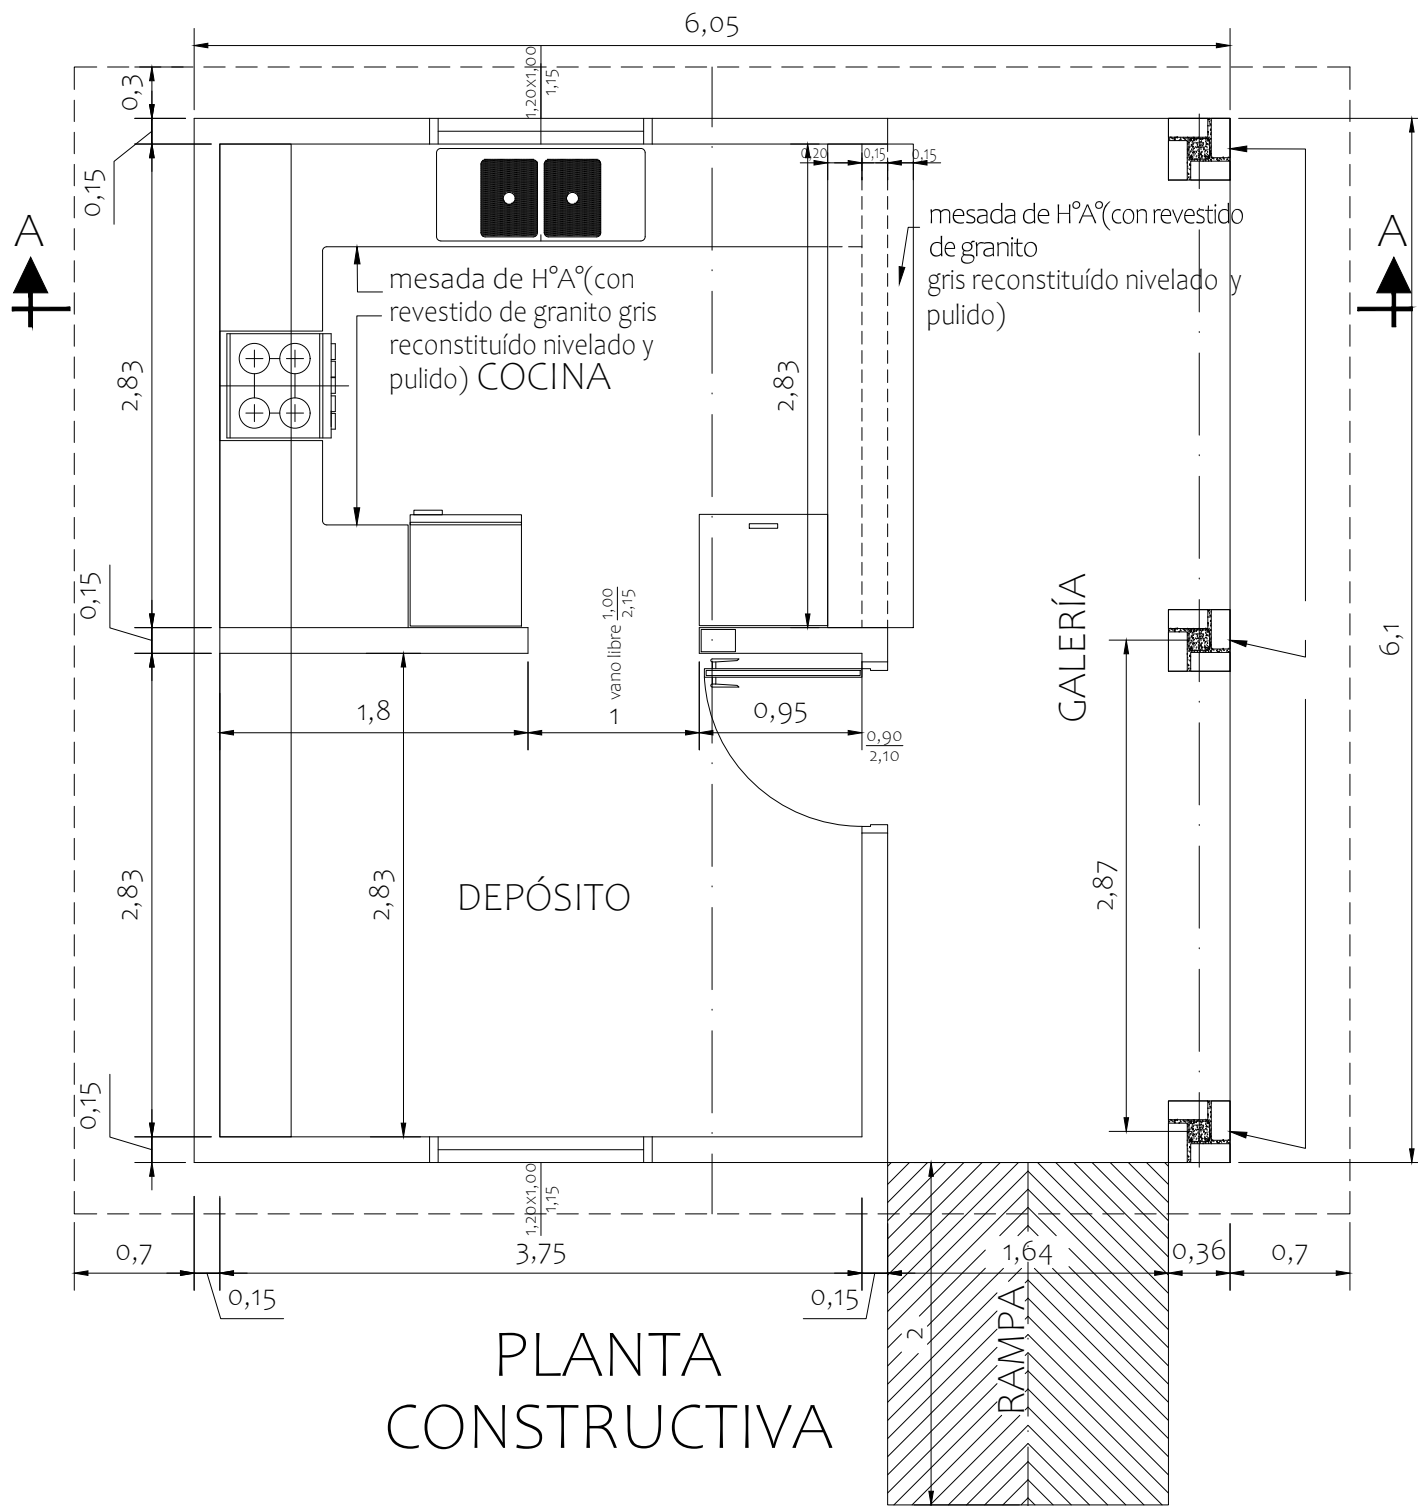 6,05
0,3
1,20x1,00
1,15
0,15
0,20
0,15
0,15
A
A
mesada de H°A°(con revestido
de granito
gris reconstituído nivelado y
pulido)
mesada de H°A°(con
revestido de granito gris
reconstituído nivelado y
pulido)
COCINA
2,83
2,83
0,15
vano libre 1,00
2,15
GALERÍA
6,1
1,8
1
0,95
0,90
2,10
2,83
2,83
DEPÓSITO
2,87
0,15
1,20x1,00
1,15
0,7
3,75
1,64
0,36
0,7
0,15
0,15
2
RAMPA
PLANTA
CONSTRUCTIVA